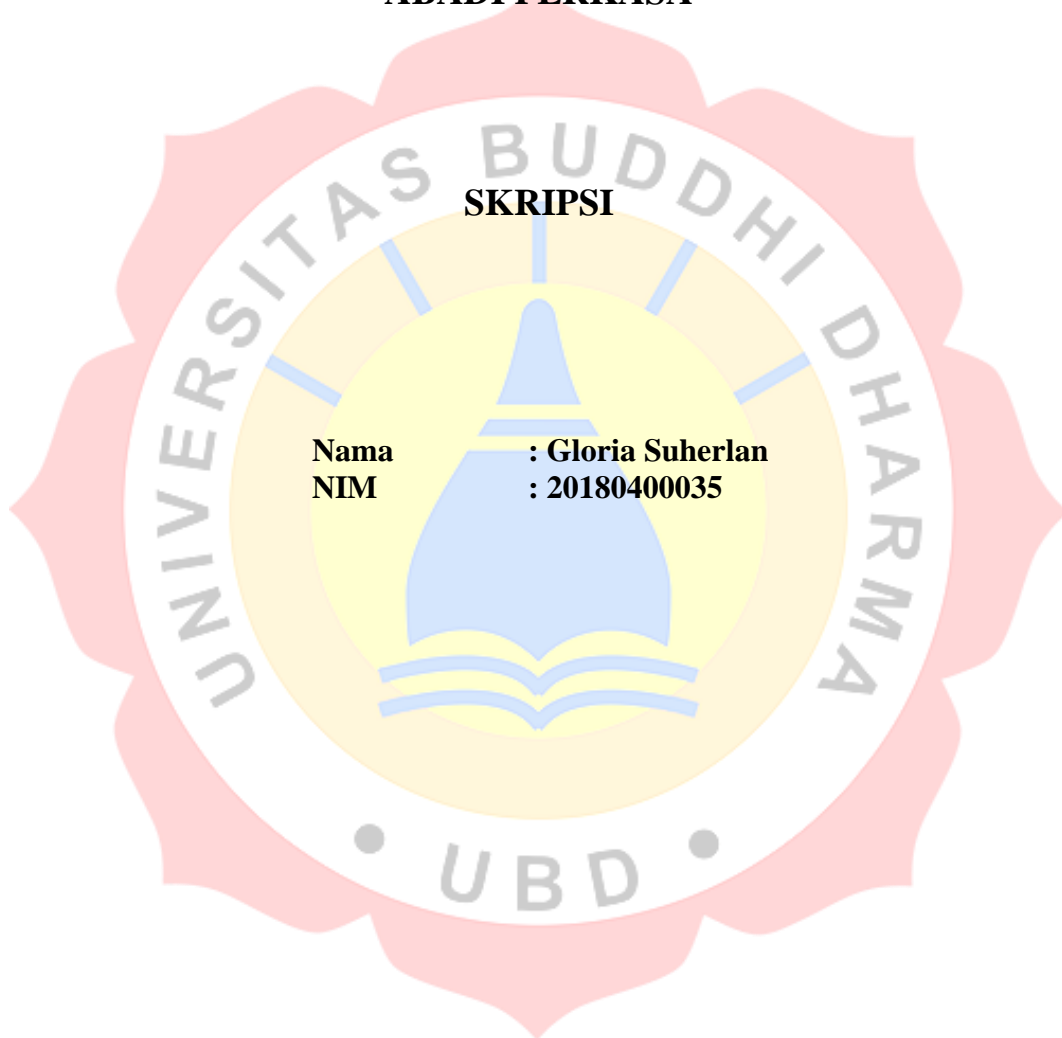 ABADI PERKASA
SKRIPSI
Nama : Gloria Suherlan
NIM : 20180400035
UNIVERSITAS BUDDHI DHARMA
• UBD •